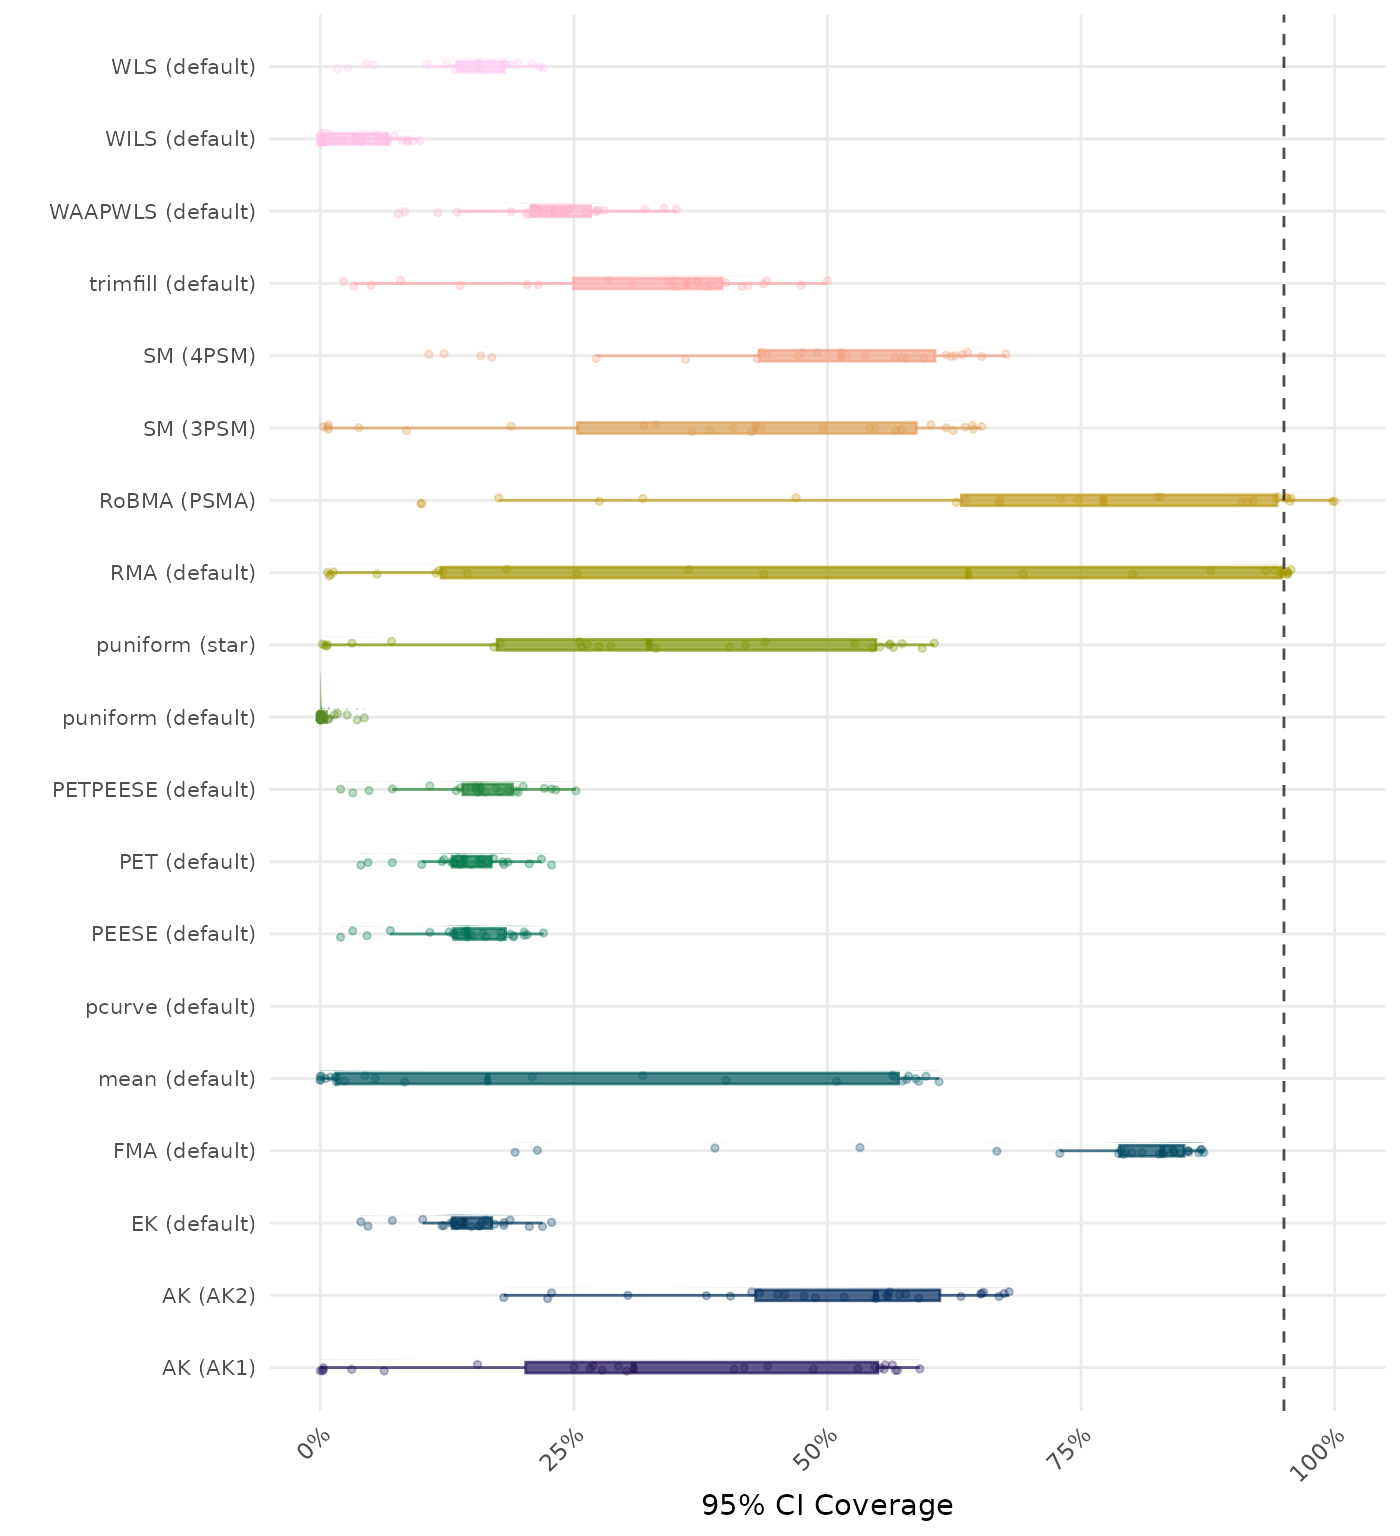 WLS (default)
WILS (default)
WAAPWLS (default)
trimfill (default)
SM (4PSM)
SM (3PSM)
RoBMA (PSMA)
RMA (default)
puniform (star)
puniform (default)
PETPEESE (default)
PET (default)
PEESE (default)
pcurve (default)
mean (default)
FMA (default)
EK (default)
AK (AK2)
AK (AK1)
0% 25% 50% 75% 100%
95% CI Coverage